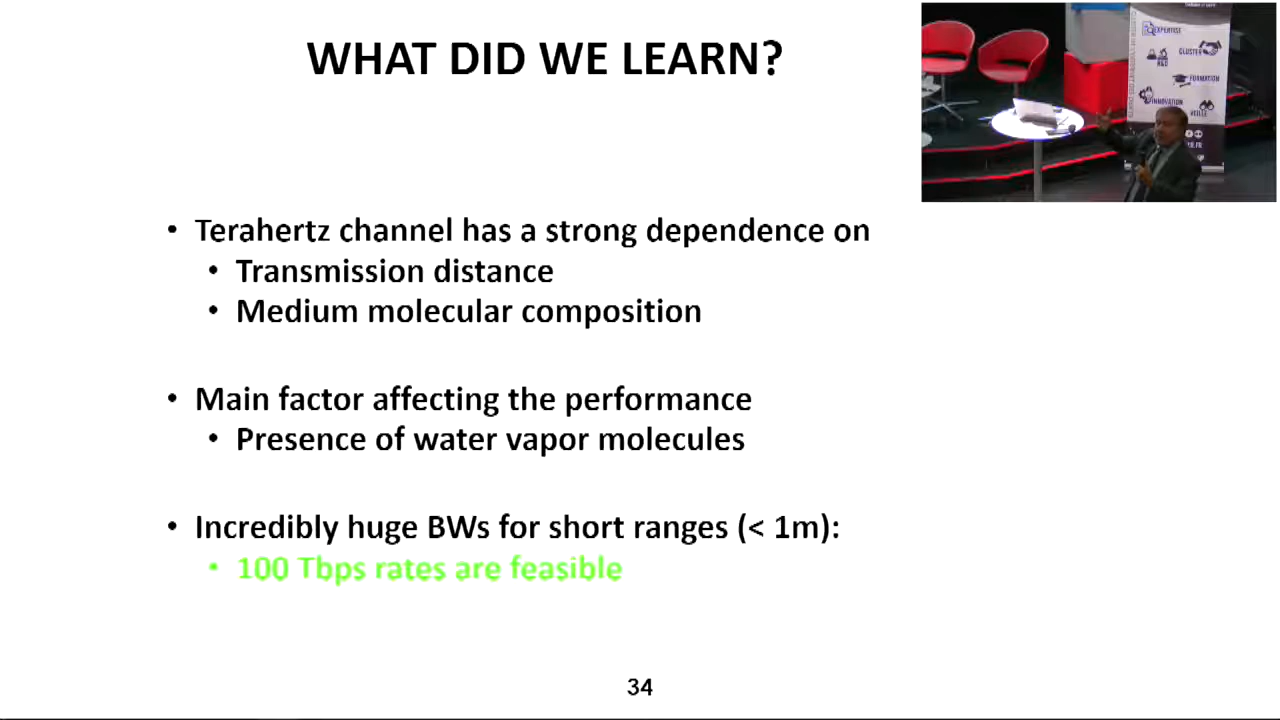 WHAT DID WE LEARN?
• Terahertz channel has a strong dependence on
• Transmission distance
• Medium molecular composition
• Main factor affecting the performance
• Presence of water vapor molecules
• Incredibly huge BWs for short ranges (< 1m):
• 100 Tbps rates are feasible
34
EXPERTISE
CLUSTER
R&D
FORMATION
INNOVATION
VEILLE